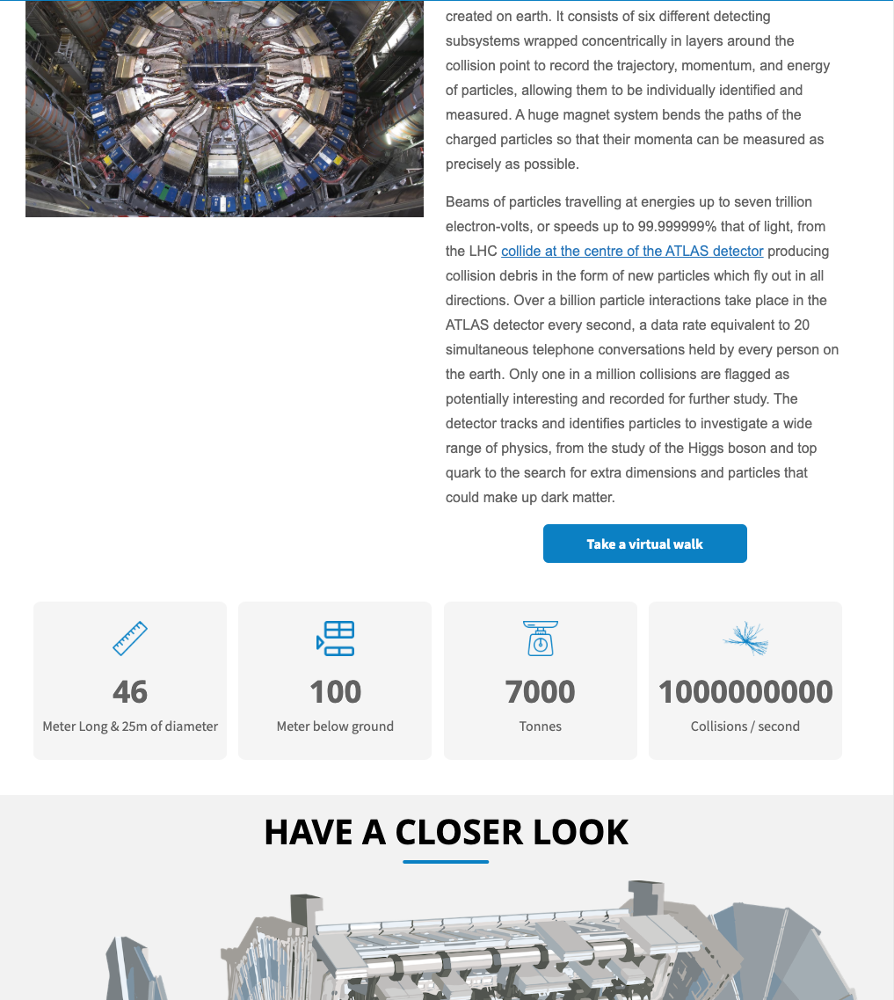 created on earth. It consists of six different detecting
subsystems wrapped concentrically in layers around the
collision point to record the trajectory, momentum, and energy
of particles, allowing them to be individually identified and
measured. A huge magnet system bends the paths of the
charged particles so that their momenta can be measured as
precisely as possible.
Beams of particles travelling at energies up to seven trillion
electron-volts, or speeds up to 99.999999% that of light, from
the LHC collide at the centre of the ATLAS detector producing
collision debris in the form of new particles which fly out in all
directions. Over a billion particle interactions take place in the
ATLAS detector every second, a data rate equivalent to 20
simultaneous telephone conversations held by every person on
the earth. Only one in a million collisions are flagged as
potentially interesting and recorded for further study. The
detector tracks and identifies particles to investigate a wide
range of physics, from the study of the Higgs boson and top
quark to the search for extra dimensions and particles that
could make up dark matter.
Take a virtual walk
46
Meter Long & 25m of diameter
100
Meter below ground
7000
Tonnes
1000000000
Collisions / second
HAVE A CLOSER LOOK